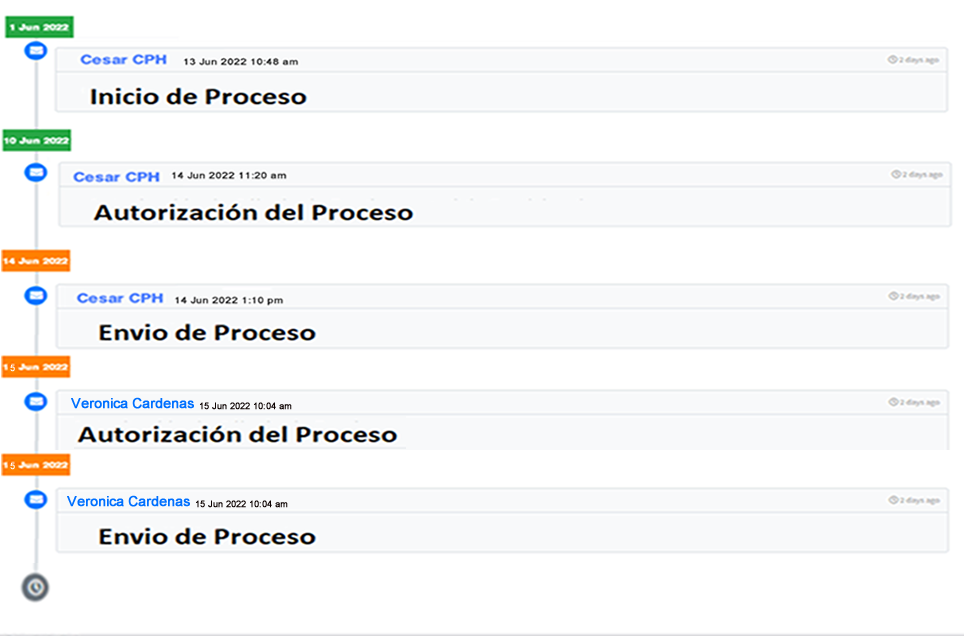 1 Jun 2022
Cesar CPH 13 Jun 2022 10:48 am 2 days ago
Inicio de Proceso
10 Jun 2022
Cesar CPH 14 Jun 2022 11:20 am 2 days ago
Autorización del Proceso
14 Jun 2022
Cesar CPH 14 Jun 2022 1:10 pm 2 days ago
Envio de Proceso
15 Jun 2022
Veronica Cardenas 15 Jun 2022 10:04 am 2 days ago
Autorización del Proceso
15 Jun 2022
Veronica Cardenas 15 Jun 2022 10:04 am 2 days ago
Envio de Proceso